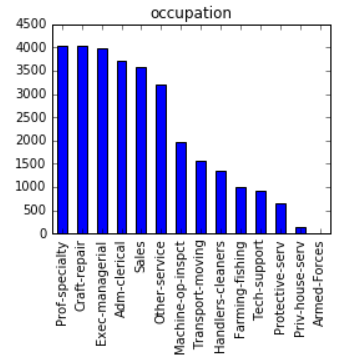 occupation
4500
4000
3500
3000
2500
2000
1500
1000
500
0
Prof-specialty
Craft-repair
Exec-managerial
Adm-clerical
Sales
Other-service
Machine-op-inspct
Transport-moving
Handlers-cleaners
Farming-fishing
Tech-support
Protective-serv
Priv-house-serv
Armed-Forces